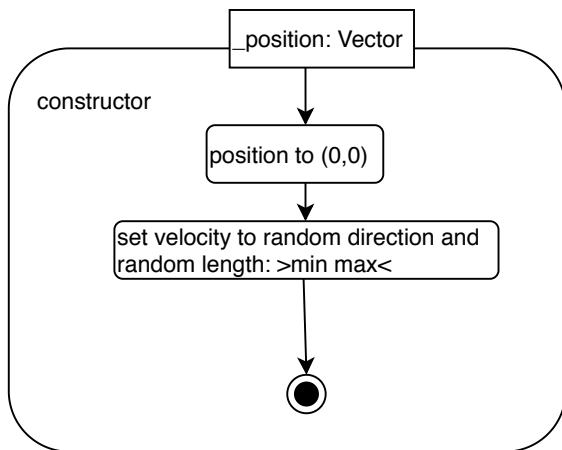 _position: Vector
constructor
position to (0,0)
set velocity to random direction and
random length: >min max<